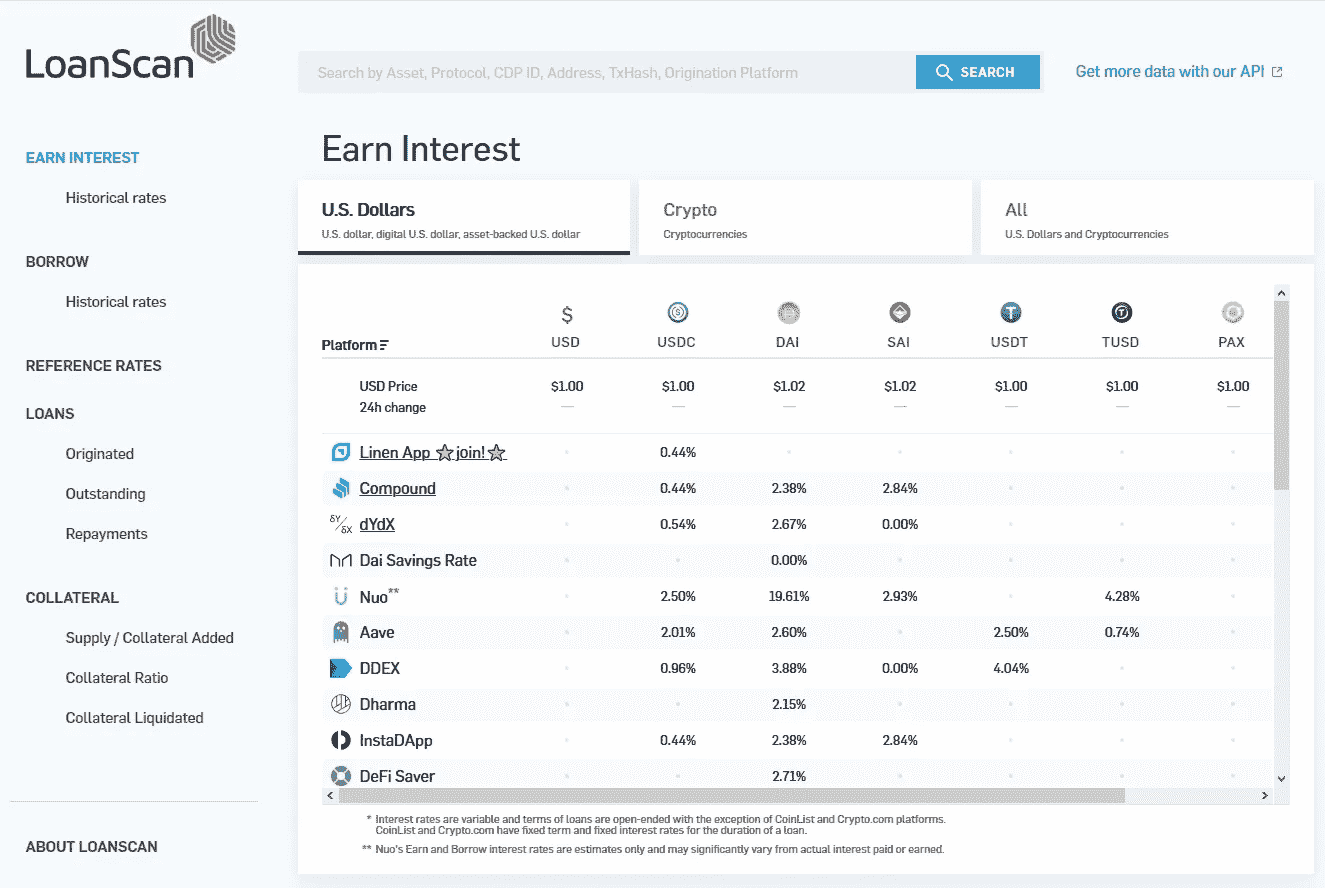 LoanScan
Search by Asset, Protocol, CDP ID, Address, TxHash, Origination Platform
SEARCH
Get more data with our API
EARN INTEREST
Historical rates
BORROW
Historical rates
REFERENCE RATES
LOANS
Originated
Outstanding
Repayments
COLLATERAL
Supply / Collateral Added
Collateral Ratio
Collateral Liquidated
ABOUT LOANSCAN
Earn Interest
U.S. Dollars
U.S. dollar, digital U.S. dollar, asset-backed U.S. dollar
Crypto
Cryptocurrencies
All
U.S. Dollars and Cryptocurrencies
Platform USD USDC DAI SAI USDT TUSD PAX
USD Price $1.00 $1.00 $1.02 $1.02 $1.00 $1.00 $1.00
24h change — — — — — — —
Linen App ☆join!☆ 0.44%
Compound 0.44% 2.38% 2.84%
δY/δX dYdX 0.54% 2.67% 0.00%
Dai Savings Rate 0.00%
Nuo** 2.50% 19.61% 2.93% 4.28%
Aave 2.01% 2.60% 2.50% 0.74%
DDEX 0.96% 3.88% 0.00% 4.04%
Dharma 2.15%
InstaDApp 0.44% 2.38% 2.84%
DeFi Saver 2.71%
* Interest rates are variable and terms of loans are open-ended with the exception of CoinList and Crypto.com platforms.
CoinList and Crypto.com have fixed term and fixed interest rates for the duration of a loan.
** Nuo's Earn and Borrow interest rates are estimates only and may significantly vary from actual interest paid or earned.